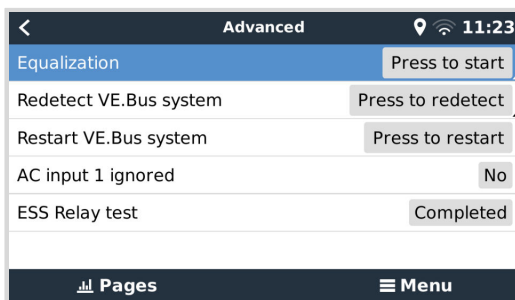 Advanced 11:23
Equalization Press to start
Redetect VE.Bus system Press to redetect
Restart VE.Bus system Press to restart
AC input 1 ignored No
ESS Relay test Completed
Pages Menu